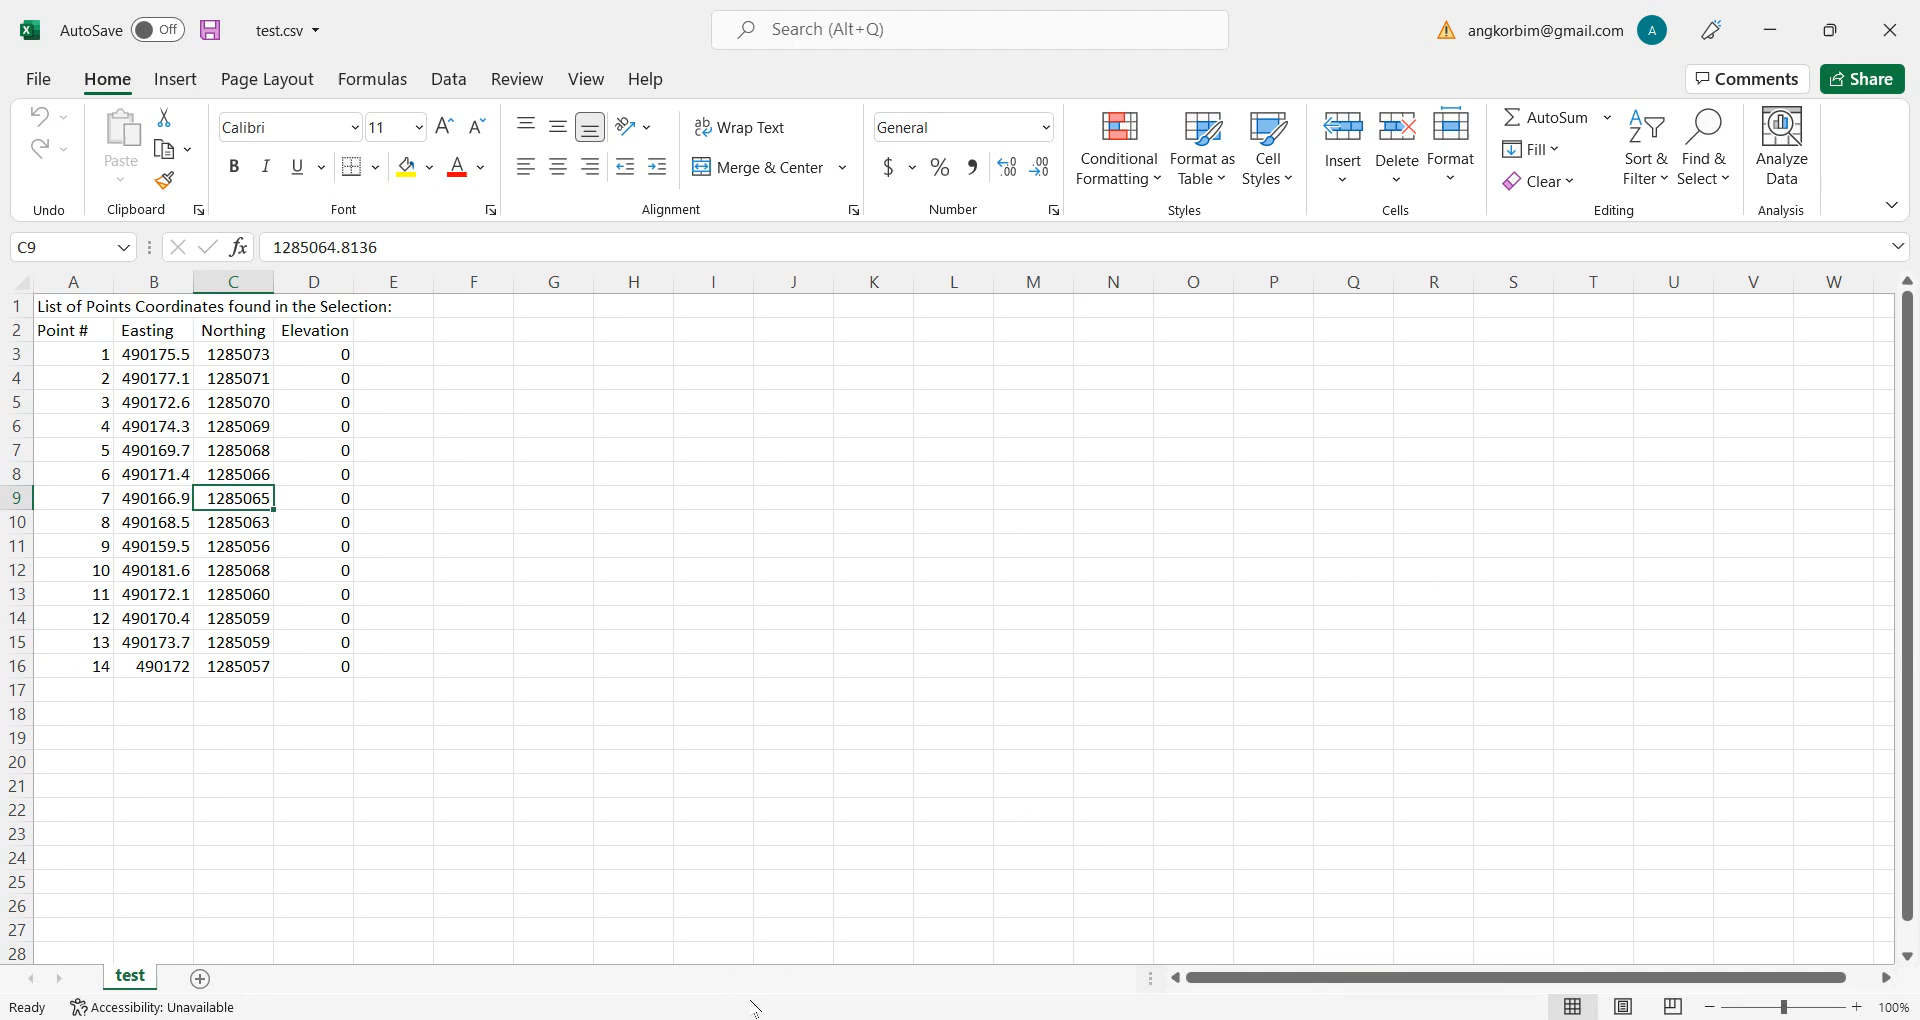 AutoSave Off test.csv Search (Alt+Q) angkorbim@gmail.com A
File Home Insert Page Layout Formulas Data Review View Help Comments Share
Paste
Undo Clipboard
Calibri 11
B I U A
Font
ab Wrap Text
Merge & Center
Alignment
General
$ % , .00
Number
Conditional Formatting
Format as Table
Cell Styles
Styles
Insert Delete Format
Cells
AutoSum
Fill
Clear
Sort & Filter
Find & Select
Editing
Analyze Data
Analysis
C9 fx 1285064.8136
A B C D E F G H I J K L M N O P Q R S T U V W
1 List of Points Coordinates found in the Selection:
2 Point # Easting Northing Elevation
3 1 490175.5 1285073 0
4 2 490177.1 1285071 0
5 3 490172.6 1285070 0
6 4 490174.3 1285069 0
7 5 490169.7 1285068 0
8 6 490171.4 1285066 0
9 7 490166.9 1285065 0
10 8 490168.5 1285063 0
11 9 490159.5 1285056 0
12 10 490181.6 1285068 0
13 11 490172.1 1285060 0
14 12 490170.4 1285059 0
15 13 490173.7 1285059 0
16 14 490172 1285057 0
17
18
19
20
21
22
23
24
25
26
27
28
test
Ready Accessibility: Unavailable 100%